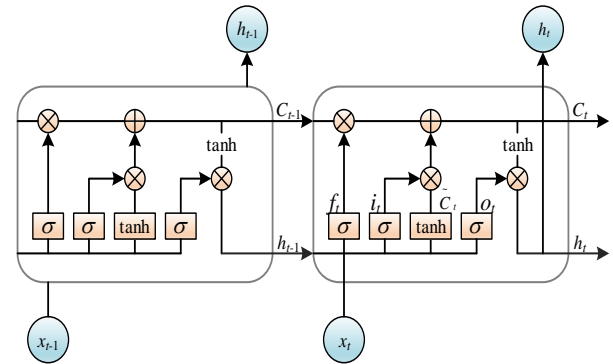 h_{t-1} h_t
C_{t-1} C_t
tanh tanh
f_t i_t C̃_t o_t
σ σ tanh σ σ σ tanh σ
h_{t-1} h_t
x_{t-1} x_t